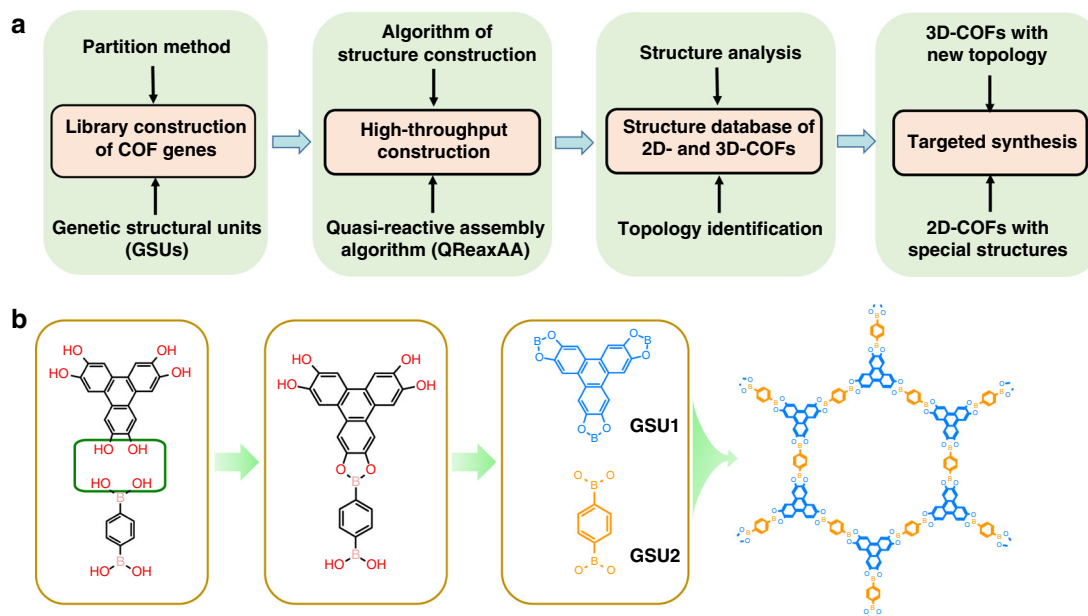 a
Partition method
Library construction
of COF genes
Genetic structural units
(GSUs)
Algorithm of
structure construction
High-throughput
construction
Quasi-reactive assembly
algorithm (QReaxAA)
Structure analysis
Structure database of
2D- and 3D-COFs
Topology identification
3D-COFs with
new topology
Targeted synthesis
2D-COFs with
special structures
b
OH OH
HO OH
HO OH
HO OH
B
B
HO OH
OH OH
HO OH
O O
B
B
HO OH
B O O B
O O
O O
B
GSU1
O O
B
B
O O
GSU2